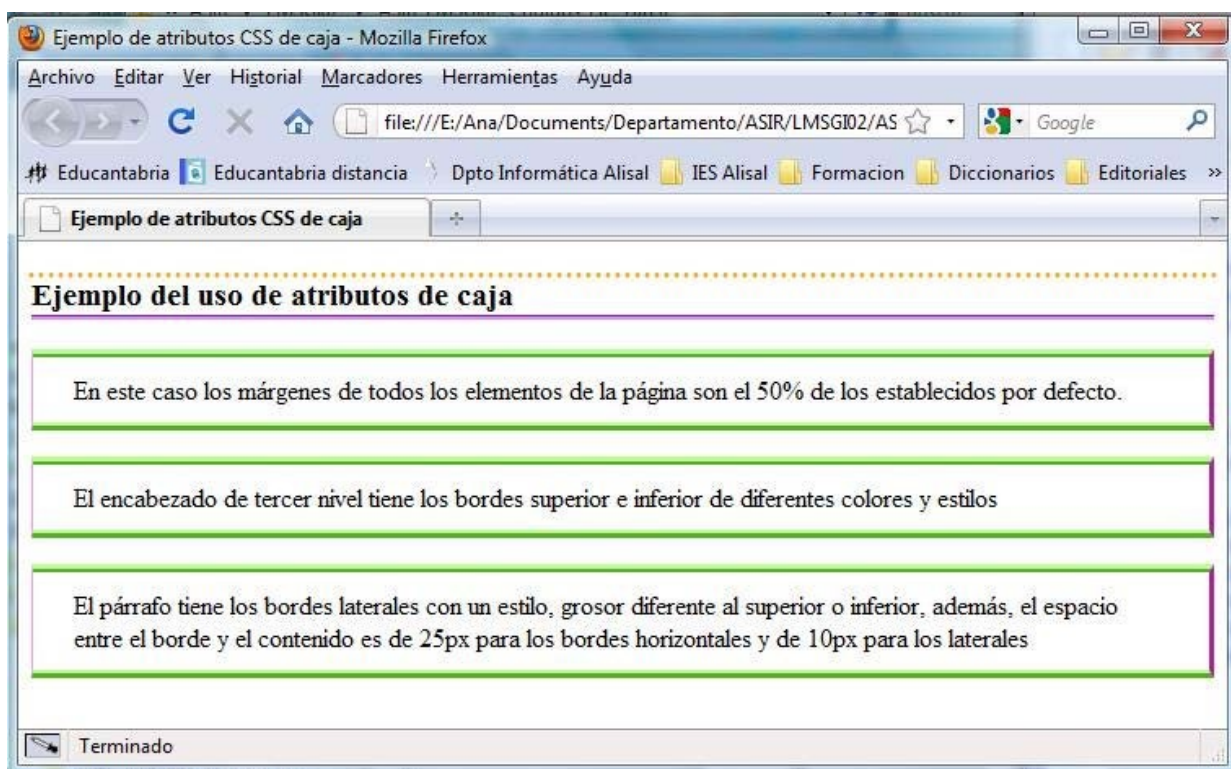 Ejemplo de atributos CSS de caja - Mozilla Firefox
Archivo Editar Ver Historial Marcadores Herramientas Ayuda
file:///E:/Ana/Documents/Departamento/ASIR/LMSGI02/AS Google
Educantabria Educantabria distancia Dpto Informática Alisal IES Alisal Formacion Diccionarios Editoriales »
Ejemplo de atributos CSS de caja
Ejemplo del uso de atributos de caja
En este caso los márgenes de todos los elementos de la página son el 50% de los establecidos por defecto.
El encabezado de tercer nivel tiene los bordes superior e inferior de diferentes colores y estilos
El párrafo tiene los bordes laterales con un estilo, grosor diferente al superior o inferior, además, el espacio
entre el borde y el contenido es de 25px para los bordes horizontales y de 10px para los laterales
Terminado